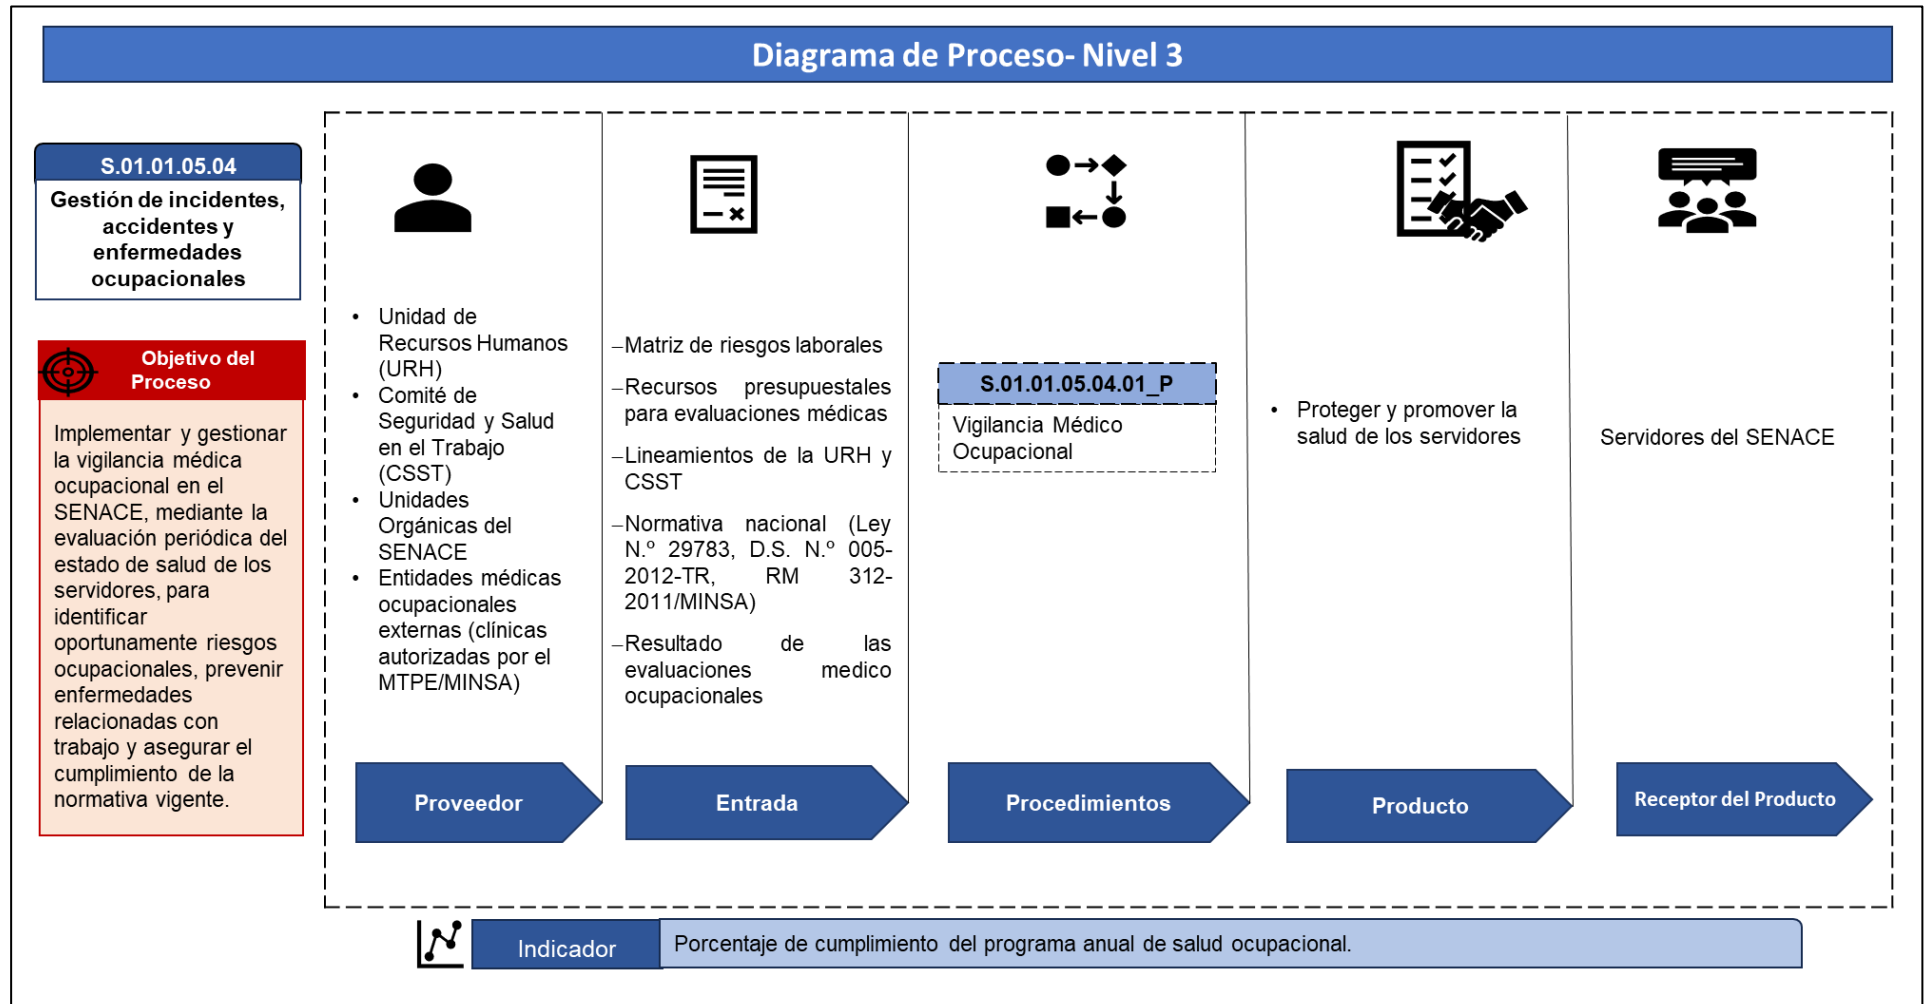 Diagrama de Proceso- Nivel 3
S.01.01.05.04
Gestión de incidentes,
accidentes y
enfermedades
ocupacionales
Objetivo del
Proceso
Implementar y gestionar
la vigilancia médica
ocupacional en el
SENACE, mediante la
evaluación periódica del
estado de salud de los
servidores, para
identificar
oportunamente riesgos
ocupacionales, prevenir
enfermedades
relacionadas con
trabajo y asegurar el
cumplimiento de la
normativa vigente.
• Unidad de
Recursos Humanos
(URH)
• Comité de
Seguridad y Salud
en el Trabajo
(CSST)
• Unidades
Orgánicas del
SENACE
• Entidades médicas
ocupacionales
externas (clínicas
autorizadas por el
MTPE/MINSA)
Proveedor
–Matriz de riesgos laborales
–Recursos presupuestales
para evaluaciones médicas
–Lineamientos de la URH y
CSST
–Normativa nacional (Ley
N.º 29783, D.S. N.º 005-
2012-TR, RM 312-
2011/MINSA)
–Resultado de las
evaluaciones medico
ocupacionales
Entrada
S.01.01.05.04.01_P
Vigilancia Médico
Ocupacional
Procedimientos
• Proteger y promover la
salud de los servidores
Producto
Servidores del SENACE
Receptor del Producto
Indicador
Porcentaje de cumplimiento del programa anual de salud ocupacional.